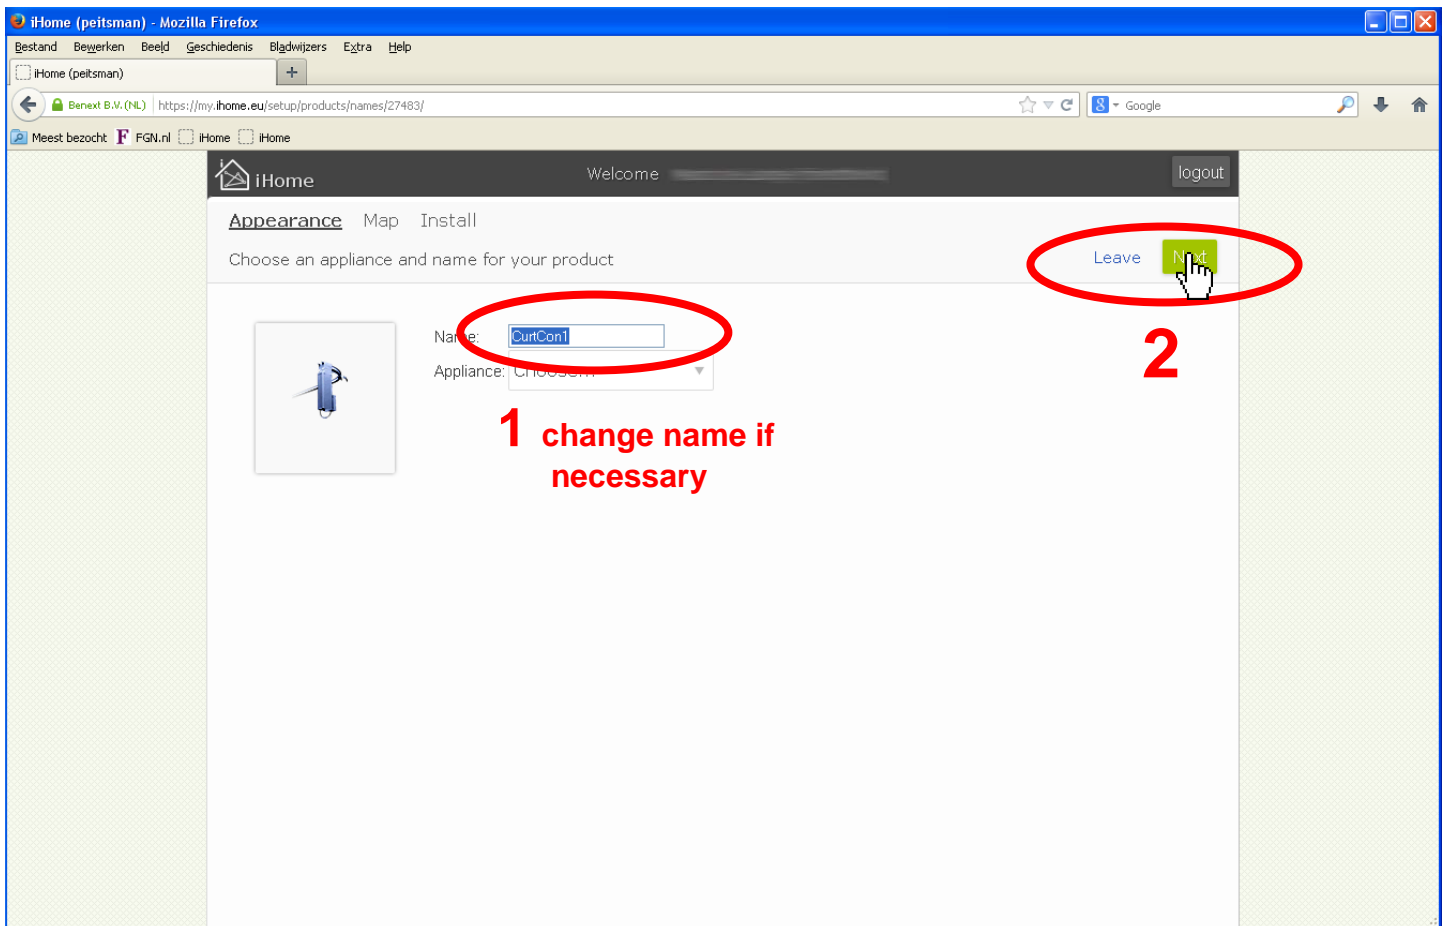 iHome (peitsman) - Mozilla Firefox
Bestand Bewerken Beeld Geschiedenis Bladwijzers Extra Help
iHome (peitsman)
Benext B.V. (NL) https://my.ihome.eu/setup/products/names/27483/
Google
Meest bezocht FGN.nl iHome iHome
iHome Welcome logout
Appearance Map Install
Choose an appliance and name for your product
Leave Next
Name: CurtCon1
Appliance:
2
1 change name if
necessary